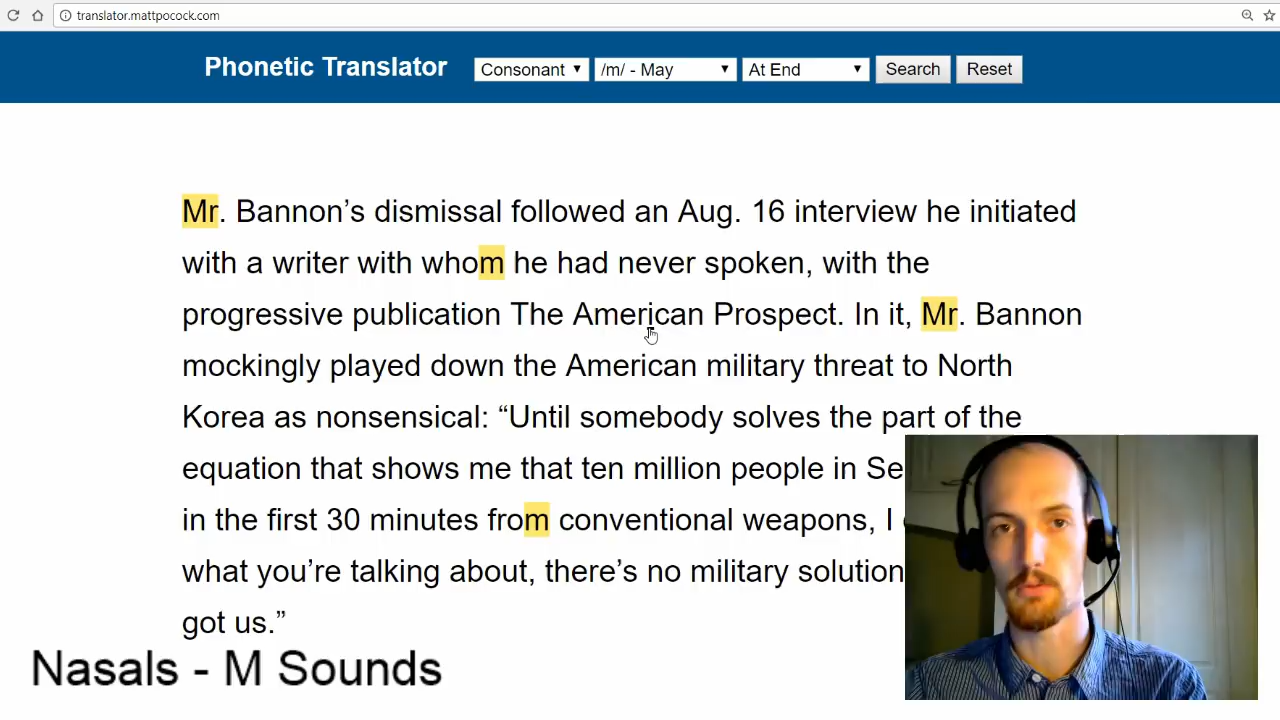 translator.mattpocock.com
Phonetic Translator Consonant /m/ - May At End Search Reset
Mr. Bannon’s dismissal followed an Aug. 16 interview he initiated
with a writer with whom he had never spoken, with the
progressive publication The American Prospect. In it, Mr. Bannon
mockingly played down the American military threat to North
Korea as nonsensical: “Until somebody solves the part of the
equation that shows me that ten million people in
in the first 30 minutes from conventional weapons, I
what you’re talking about, there’s no military solution
got us.”
Nasals - M Sounds